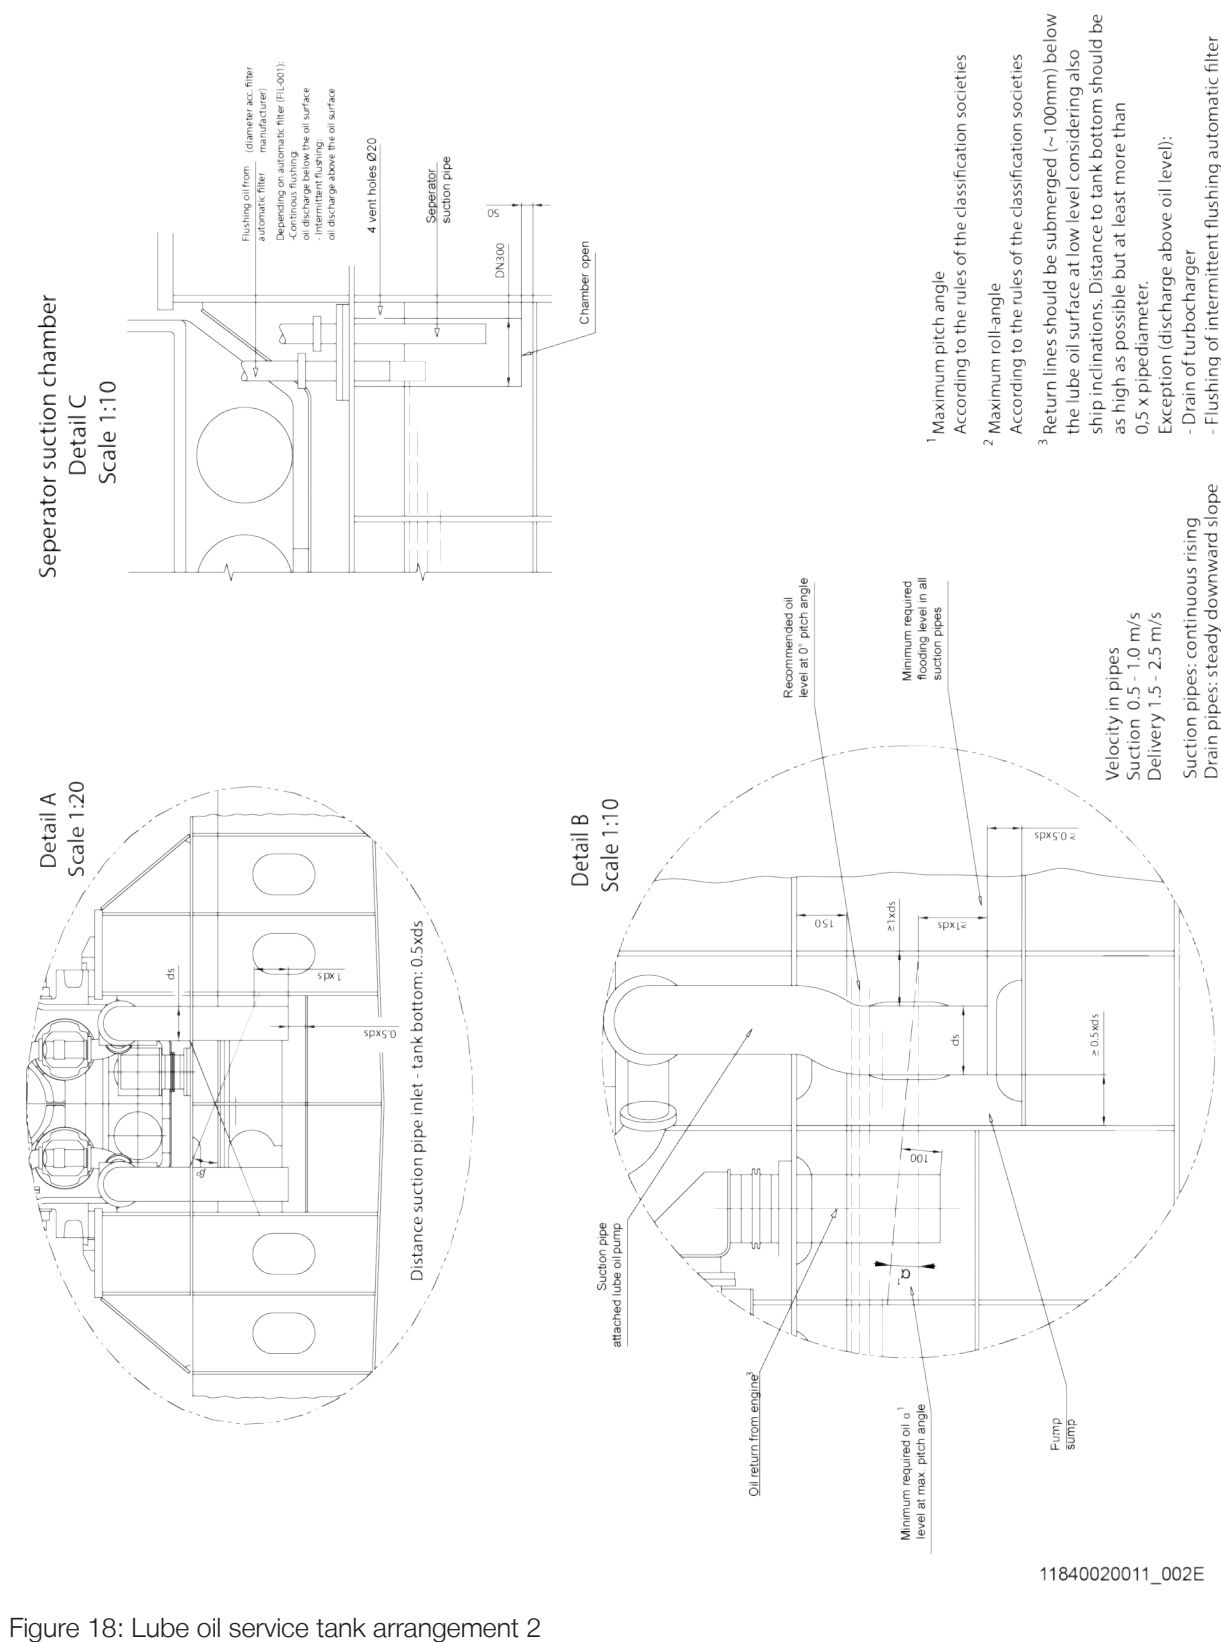 Seperator suction chamber
Detail C
Scale 1:10
Flushing oil from
automatic filter
(diameter acc. filter
manufacturer)
Depending on automatic filter (FIL-001):
-Continous flushing:
oil discharge below the oil surface
- Intermittent flushing:
oil discharge above the oil surface
4 vent holes Ø20
Seperator
suction pipe
DN300
50
Chamber open
Detail A
Scale 1:20
ds
1xds
0.5xds
β²
Distance suction pipe inlet - tank bottom: 0.5xds
Detail B
Scale 1:10
Recommended oil
level at 0° pitch angle
Minimum required
flooding level in all
suction pipes
150
≥1xds
≥1xds
≥0.5xds
ds
≥ 0.5xds
100
α¹
Suction pipe
attached lube oil pump
Oil return from engine³
Minimum required oil α¹
level at max. pitch angle
Pump
sump
Velocity in pipes
Suction 0.5 - 1.0 m/s
Delivery 1.5 - 2.5 m/s
Suction pipes: continuous rising
Drain pipes: steady downward slope
¹ Maximum pitch angle
According to the rules of the classification societies
² Maximum roll-angle
According to the rules of the classification societies
³ Return lines should be submerged (~100mm) below
the lube oil surface at low level considering also
ship inclinations. Distance to tank bottom should be
as high as possible but at least more than
0,5 x pipediameter.
Exception (discharge above oil level):
- Drain of turbocharger
- Flushing of intermittent flushing automatic filter
11840020011_002E
Figure 18: Lube oil service tank arrangement 2